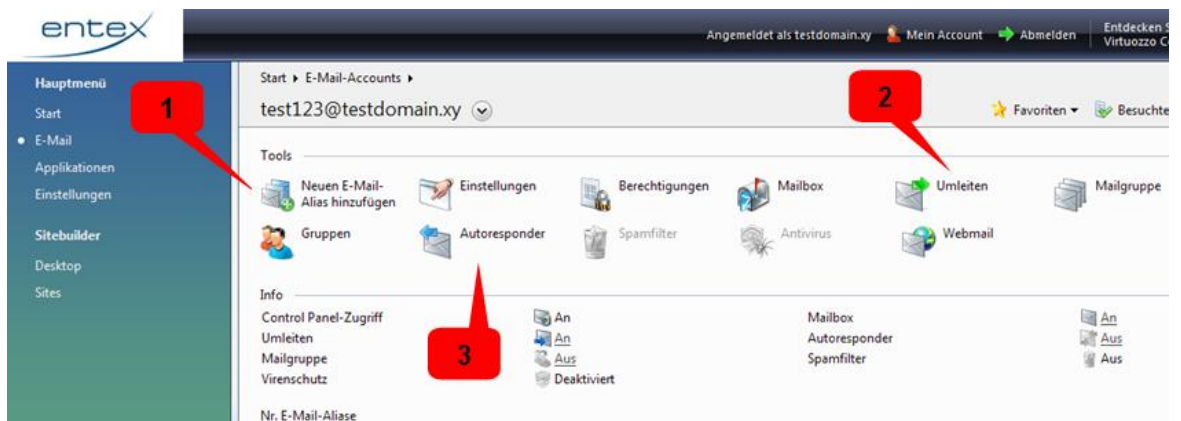 entex
Angemeldet als testdomain.xy Mein Account Abmelden Entdecken S
Virtuozzo C
Hauptmenü
Start
E-Mail
Applikationen
Einstellungen
Sitebuilder
Desktop
Sites
Start E-Mail-Accounts
test123@testdomain.xy
Favoriten Besuchte
1
2
Tools
Neuen E-Mail-
Alias hinzufügen
Einstellungen
Berechtigungen
Mailbox
Umleiten
Mailgruppe
Gruppen
Autoresponder
Spamfilter
Antivirus
Webmail
3
Info
Control Panel-Zugriff An Mailbox An
Umleiten An Autoresponder Aus
Mailgruppe Aus Spamfilter Aus
Virenschutz Deaktiviert
Nr. E-Mail-Aliase